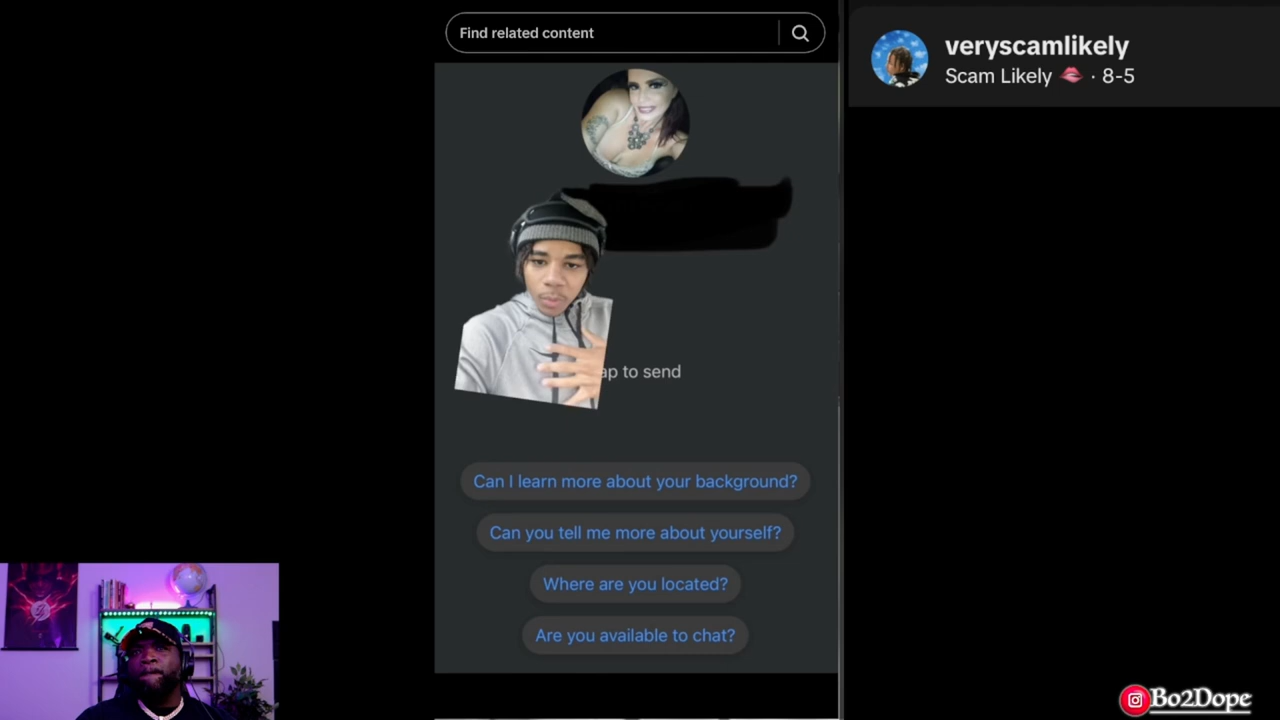 Find related content
veryscamlikely
Scam Likely 💋 · 8-5
ap to send
Can I learn more about your background?
Can you tell me more about yourself?
Where are you located?
Are you available to chat?
Bo2Dope